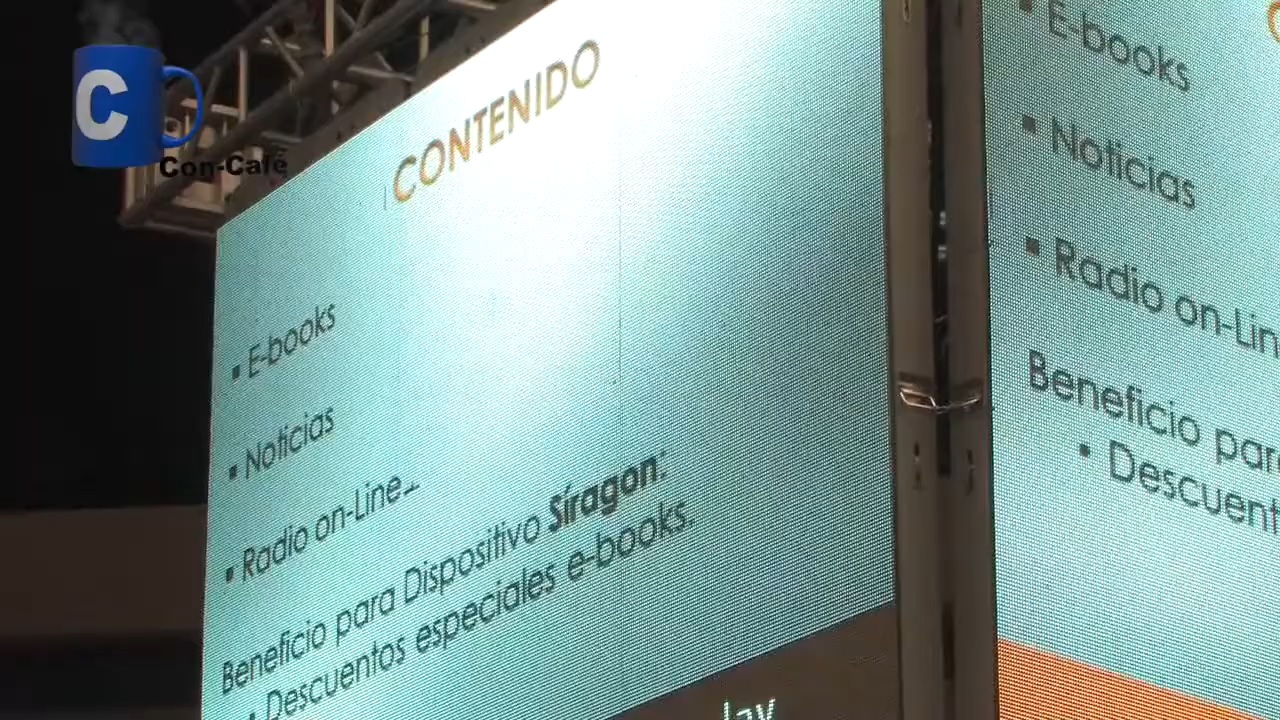 C
Con-Café
CONTENIDO
▪ E-books
▪ Noticias
▪ Radio on-Line_
Beneficio para Dispositivo Síragon:
▪ Descuentos especiales e-books.
E-books
▪ Noticias
▪ Radio on-Lin
Beneficio par
▪ Descuent